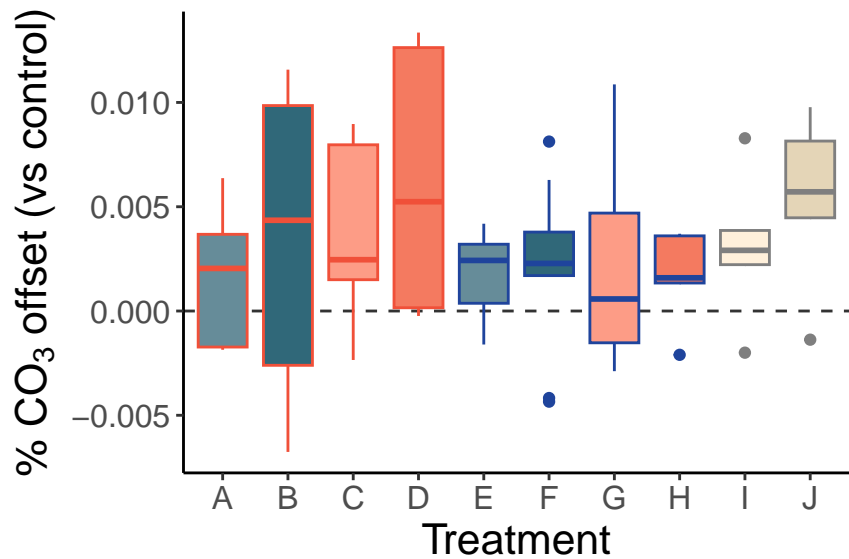 % CO₃ offset (vs control)
0.010
0.005
0.000
−0.005
A B C D E F G H I J
Treatment